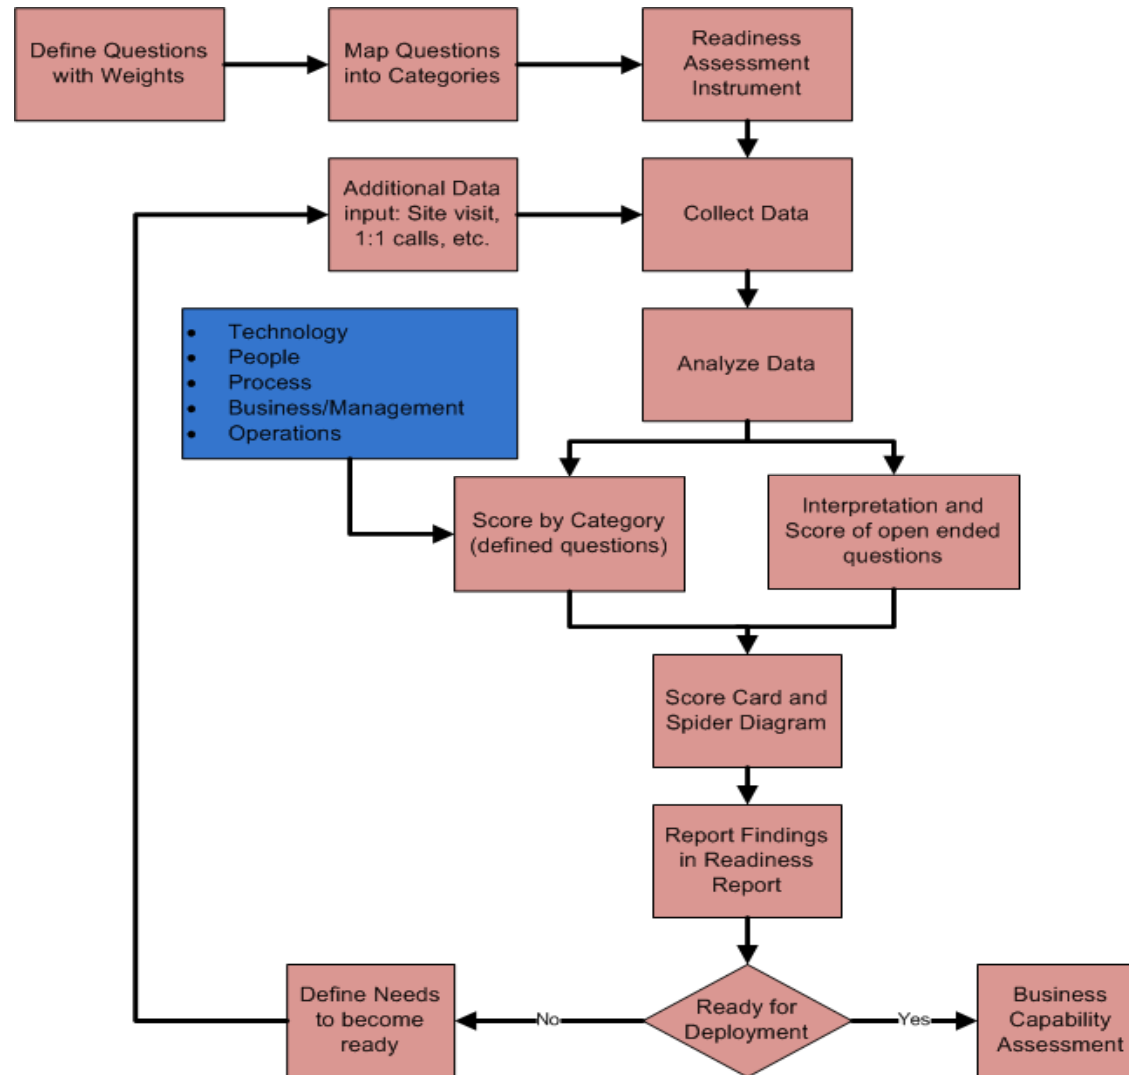 Define Questions
with Weights
Map Questions
into Categories
Readiness
Assessment
Instrument
Additional Data
input: Site visit,
1:1 calls, etc.
Collect Data
• Technology
• People
• Process
• Business/Management
• Operations
Analyze Data
Score by Category
(defined questions)
Interpretation and
Score of open ended
questions
Score Card and
Spider Diagram
Report Findings
in Readiness
Report
Define Needs
to become
ready
No
Ready for
Deployment
Yes
Business
Capability
Assessment